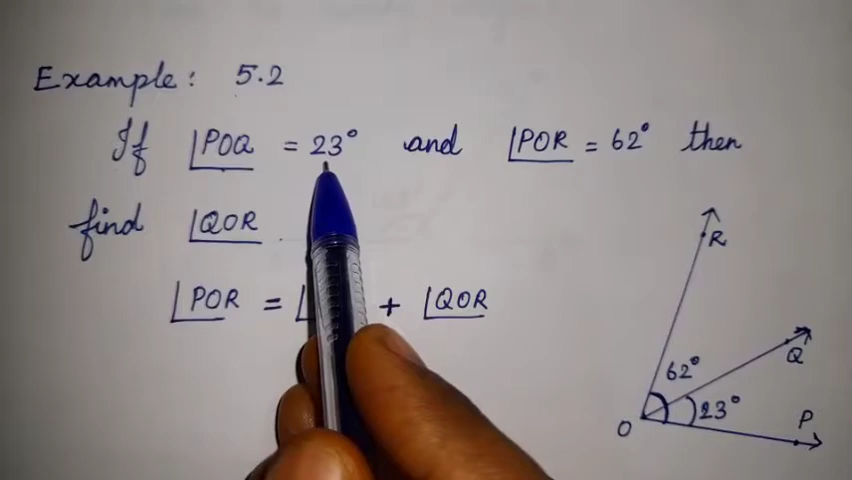 Example: 5.2
If ∠POQ = 23° and ∠POR = 62° then
find ∠QOR
∠POR = ∠ + ∠QOR
R
62°
Q
23°
P
O